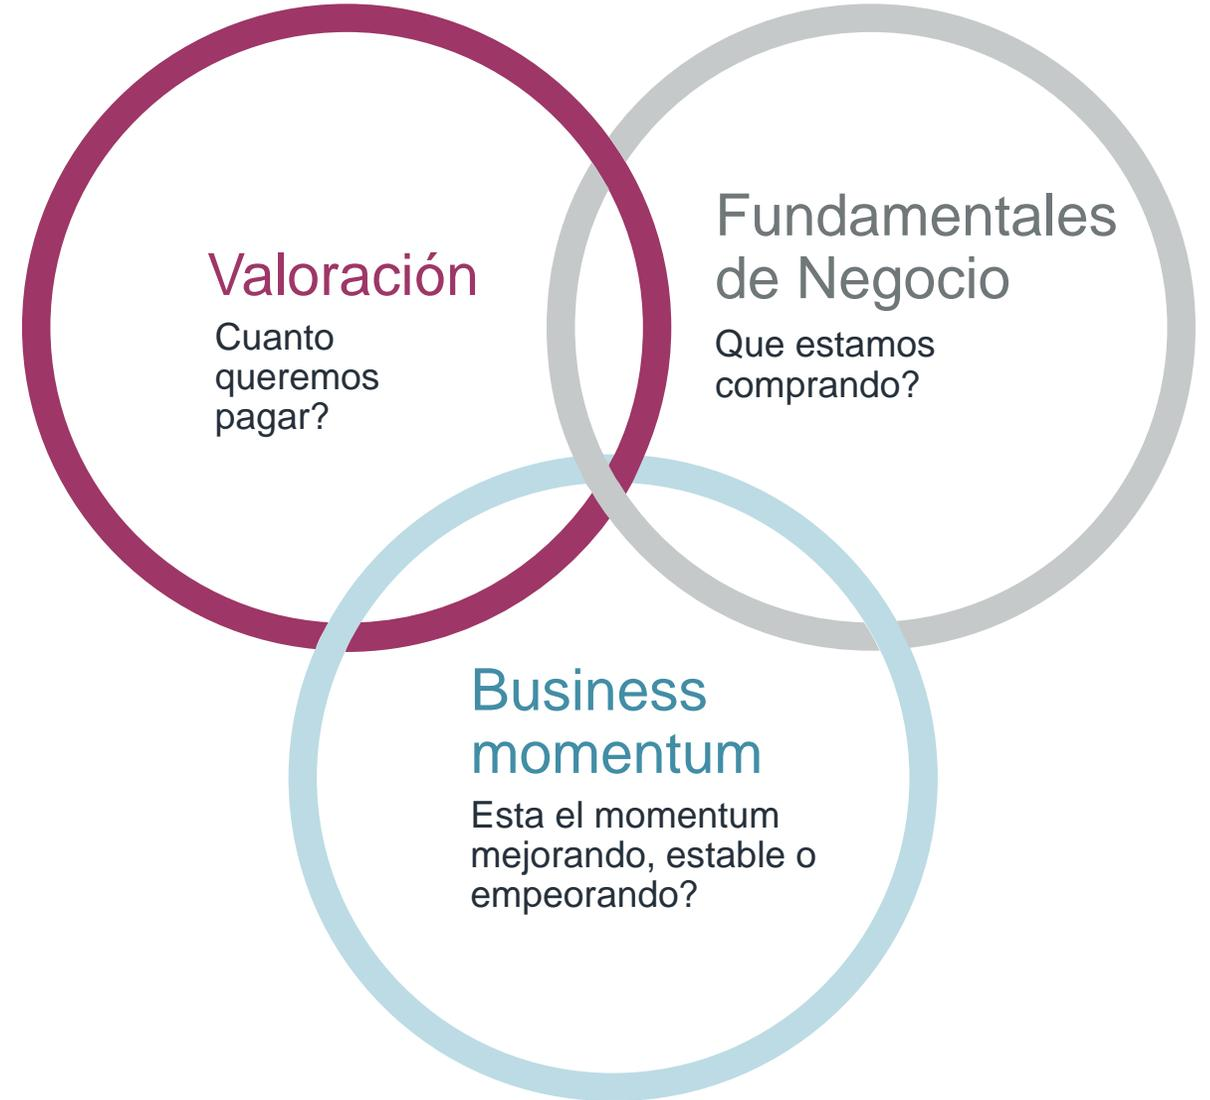 Valoración
Cuanto
queremos
pagar?
Fundamentales
de Negocio
Que estamos
comprando?
Business
momentum
Esta el momentum
mejorando, estable o
empeorando?